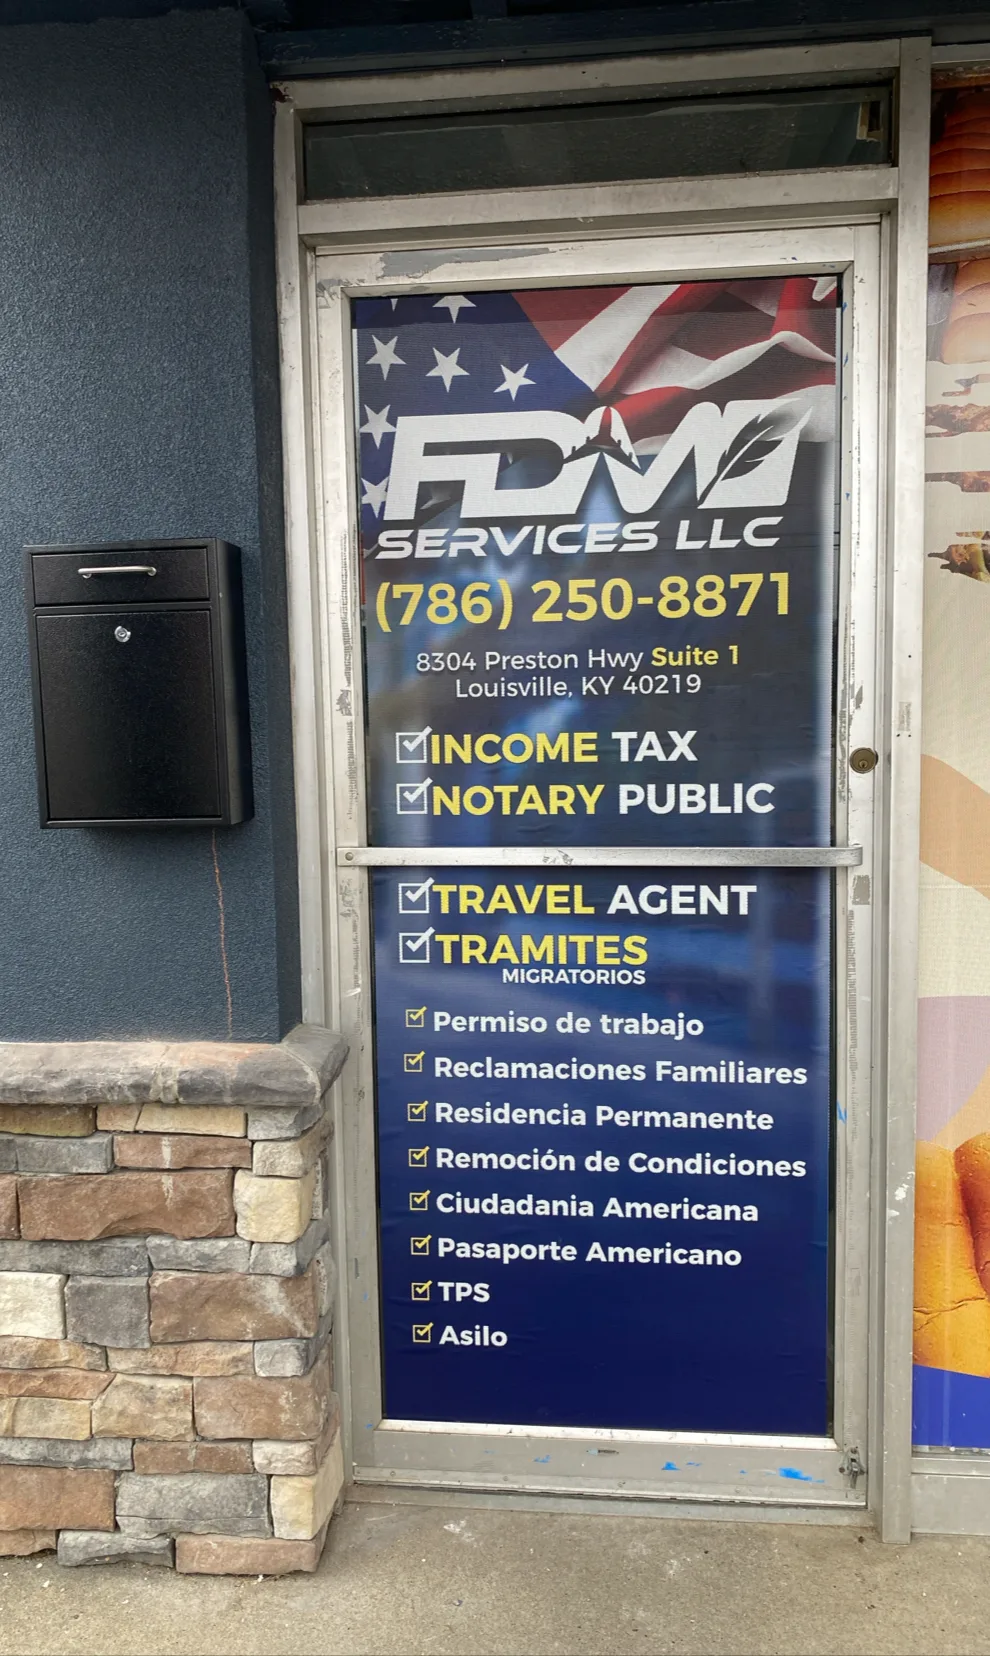 FDM
SERVICES LLC
(786) 250-8871
8304 Preston Hwy Suite 1
Louisville, KY 40219
INCOME TAX
NOTARY PUBLIC
TRAVEL AGENT
TRAMITES
MIGRATORIOS
Permiso de trabajo
Reclamaciones Familiares
Residencia Permanente
Remoción de Condiciones
Ciudadania Americana
Pasaporte Americano
TPS
Asilo